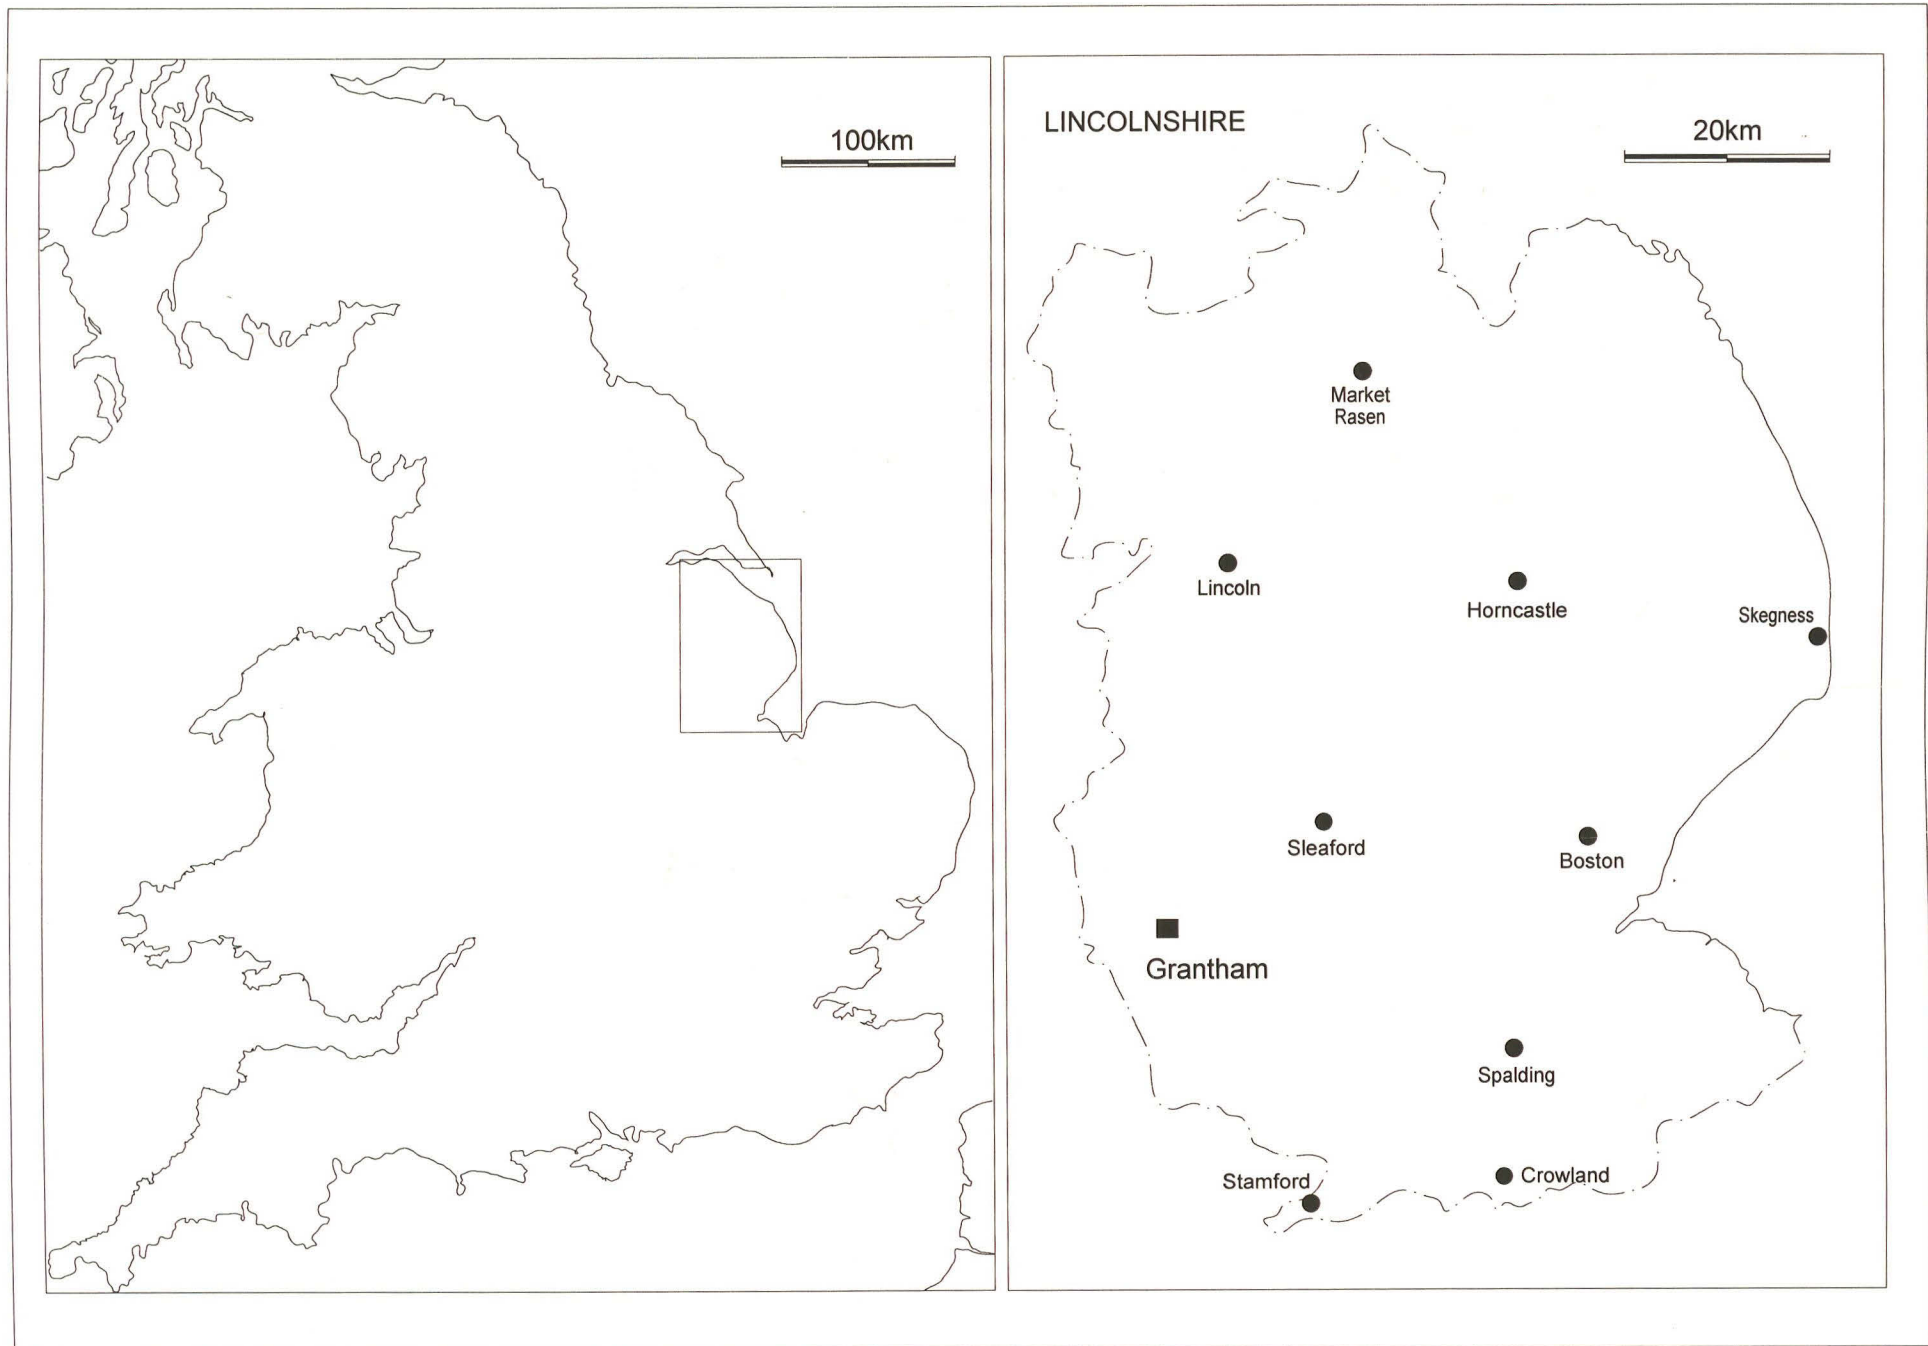 100km
LINCOLNSHIRE
20km
Market
Rasen
Lincoln
Horncastle
Skegness
Sleaford
Boston
Grantham
Spalding
Stamford
Crowland